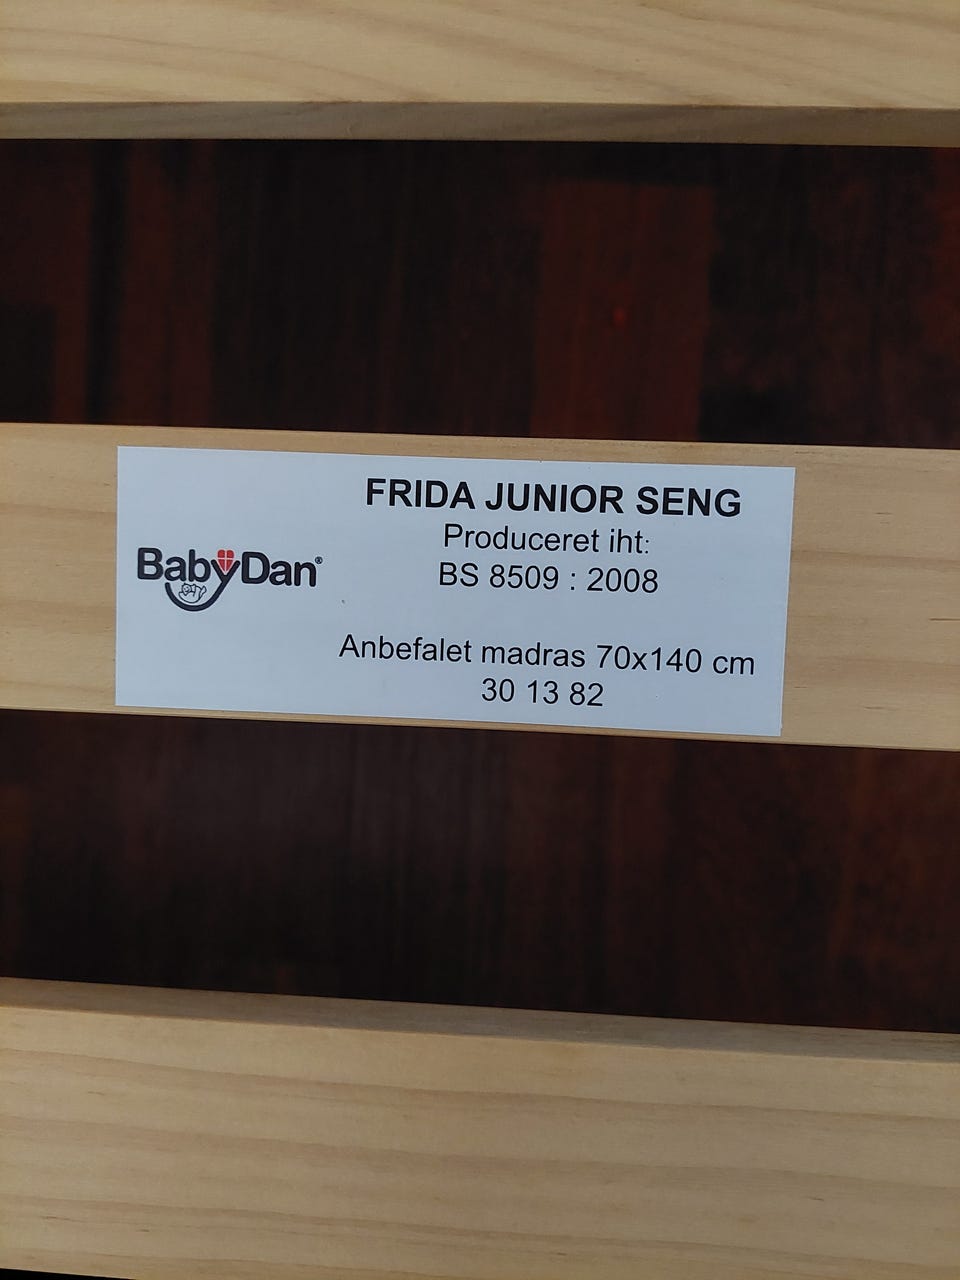 FRIDA JUNIOR SENG
Produceret iht:
BS 8509 : 2008
BabyDan®
Anbefalet madras 70x140 cm
30 13 82